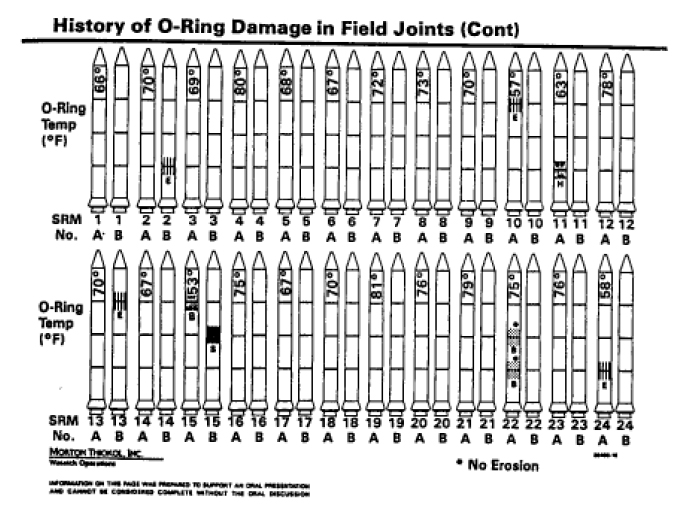 History of O-Ring Damage in Field Joints (Cont)
66° 70° 69° 80° 68° 67° 72° 73° 70° 57° 63° 78°
O-Ring
Temp
(°F)
E E H
SRM 1 1 2 2 3 3 4 4 5 5 6 6 7 7 8 8 9 9 10 10 11 11 12 12
No. A B A B A B A B A B A B A B A B A B A B A B A B
70° 67° 53° 75° 67° 70° 81° 76° 79° 75° 76° 58°
O-Ring
Temp
(°F)
E B S * B * B E
SRM 13 13 14 14 15 15 16 16 17 17 18 18 19 19 20 20 21 21 22 22 23 23 24 24
No. A B A B A B A B A B A B A B A B A B A B A B A B
MORTON THIOKOL, INC.
Wasatch Operations
* No Erosion
INFORMATION ON THIS PAGE WAS PREPARED TO SUPPORT AN ORAL PRESENTATION
AND CANNOT BE CONSIDERED COMPLETE WITHOUT THE ORAL DISCUSSION